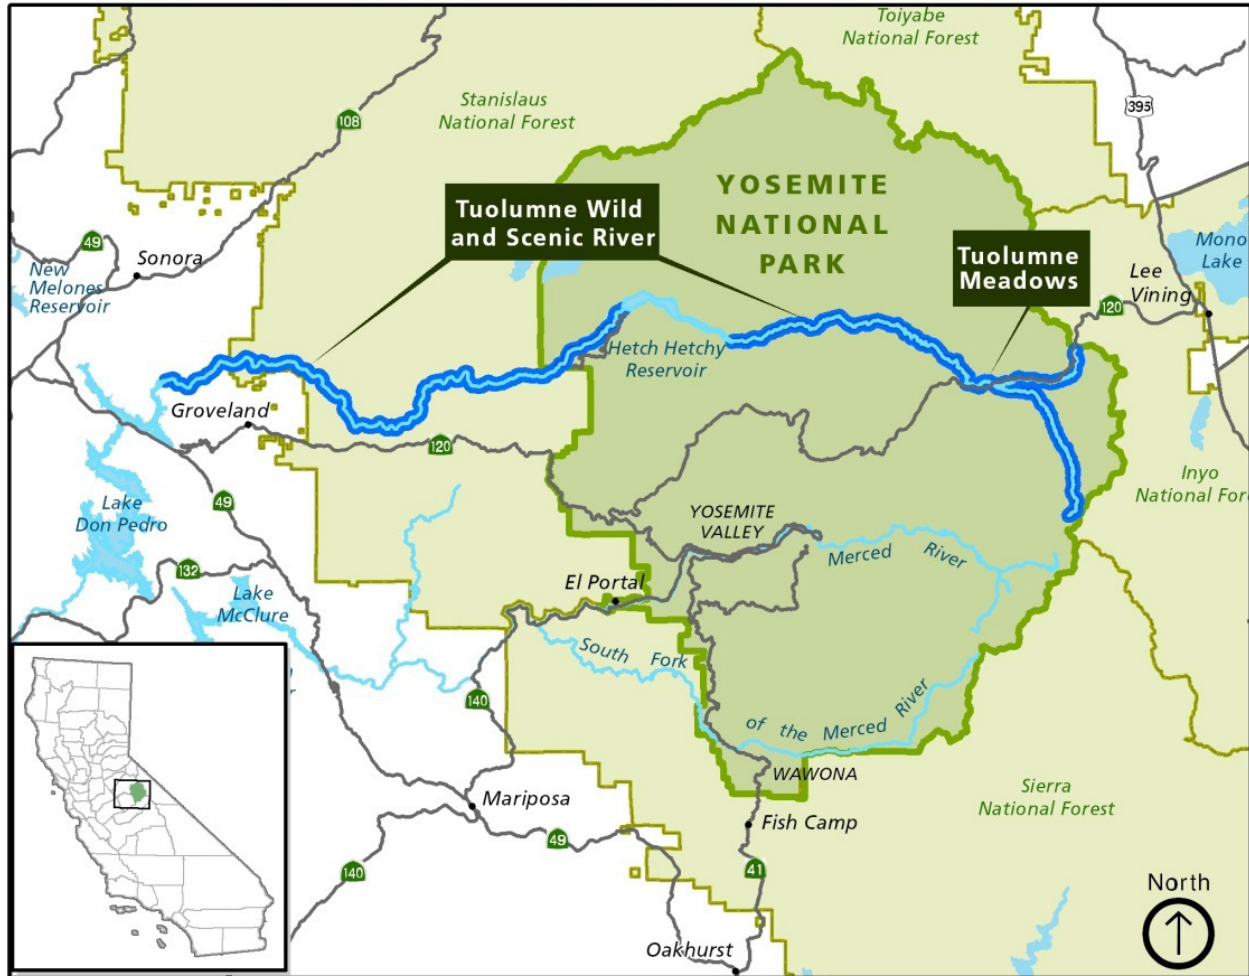 Toiyabe
National Forest
395
Stanislaus
National Forest
108
YOSEMITE
NATIONAL
PARK
Tuolumne Wild
and Scenic River
Tuolumne
Meadows
49
Sonora
New
Melones
Reservoir
Mono
Lake
Lee
Vining
120
Hetch Hetchy
Reservoir
Groveland
120
Inyo
National Fore
49
Lake
Don Pedro
YOSEMITE
VALLEY
Merced River
132
El Portal
Lake
McClure
South Fork
of the Merced River
140
WAWONA
Mariposa
Sierra
National Forest
Fish Camp
49
41
140
North
Oakhurst